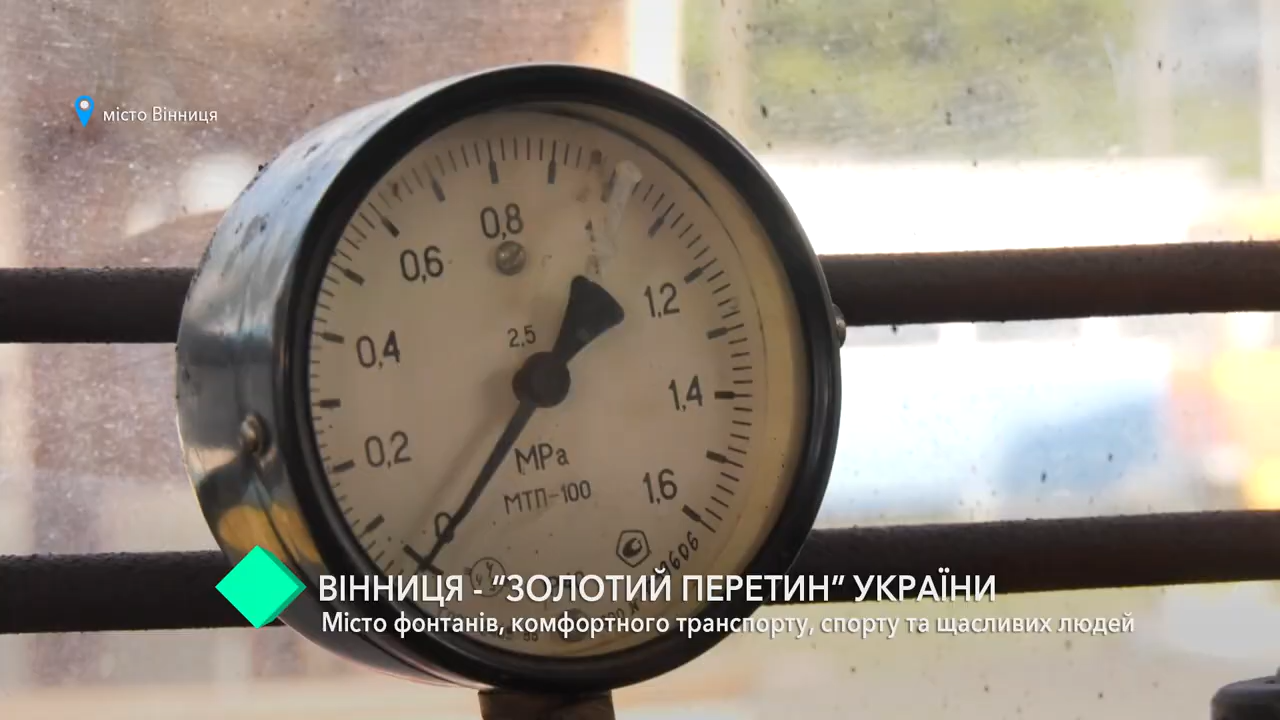 місто Вінниця
0,8
0,6
1,2
2,5
0,4
1,4
0,2
MPa
1,6
МТП-100
0
9606
ВІННИЦЯ - “ЗОЛОТИЙ ПЕРЕТИН” УКРАЇНИ
Місто фонтанів, комфортного транспорту, спорту та щасливих людей